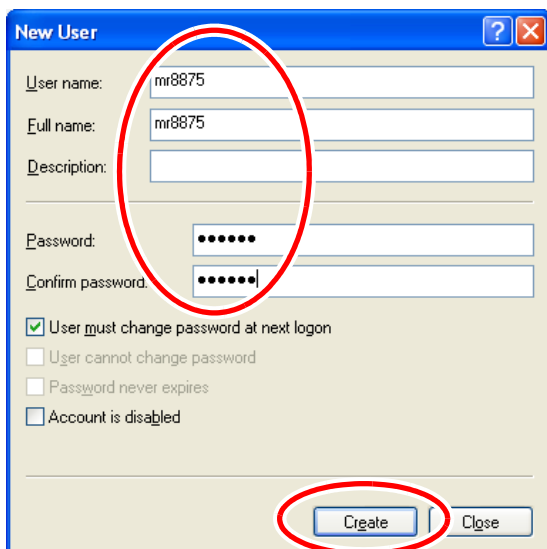 New User
User name: mr8875
Full name: mr8875
Description:
Password: ••••••
Confirm password: ••••••
User must change password at next logon
User cannot change password
Password never expires
Account is disabled
Create Close